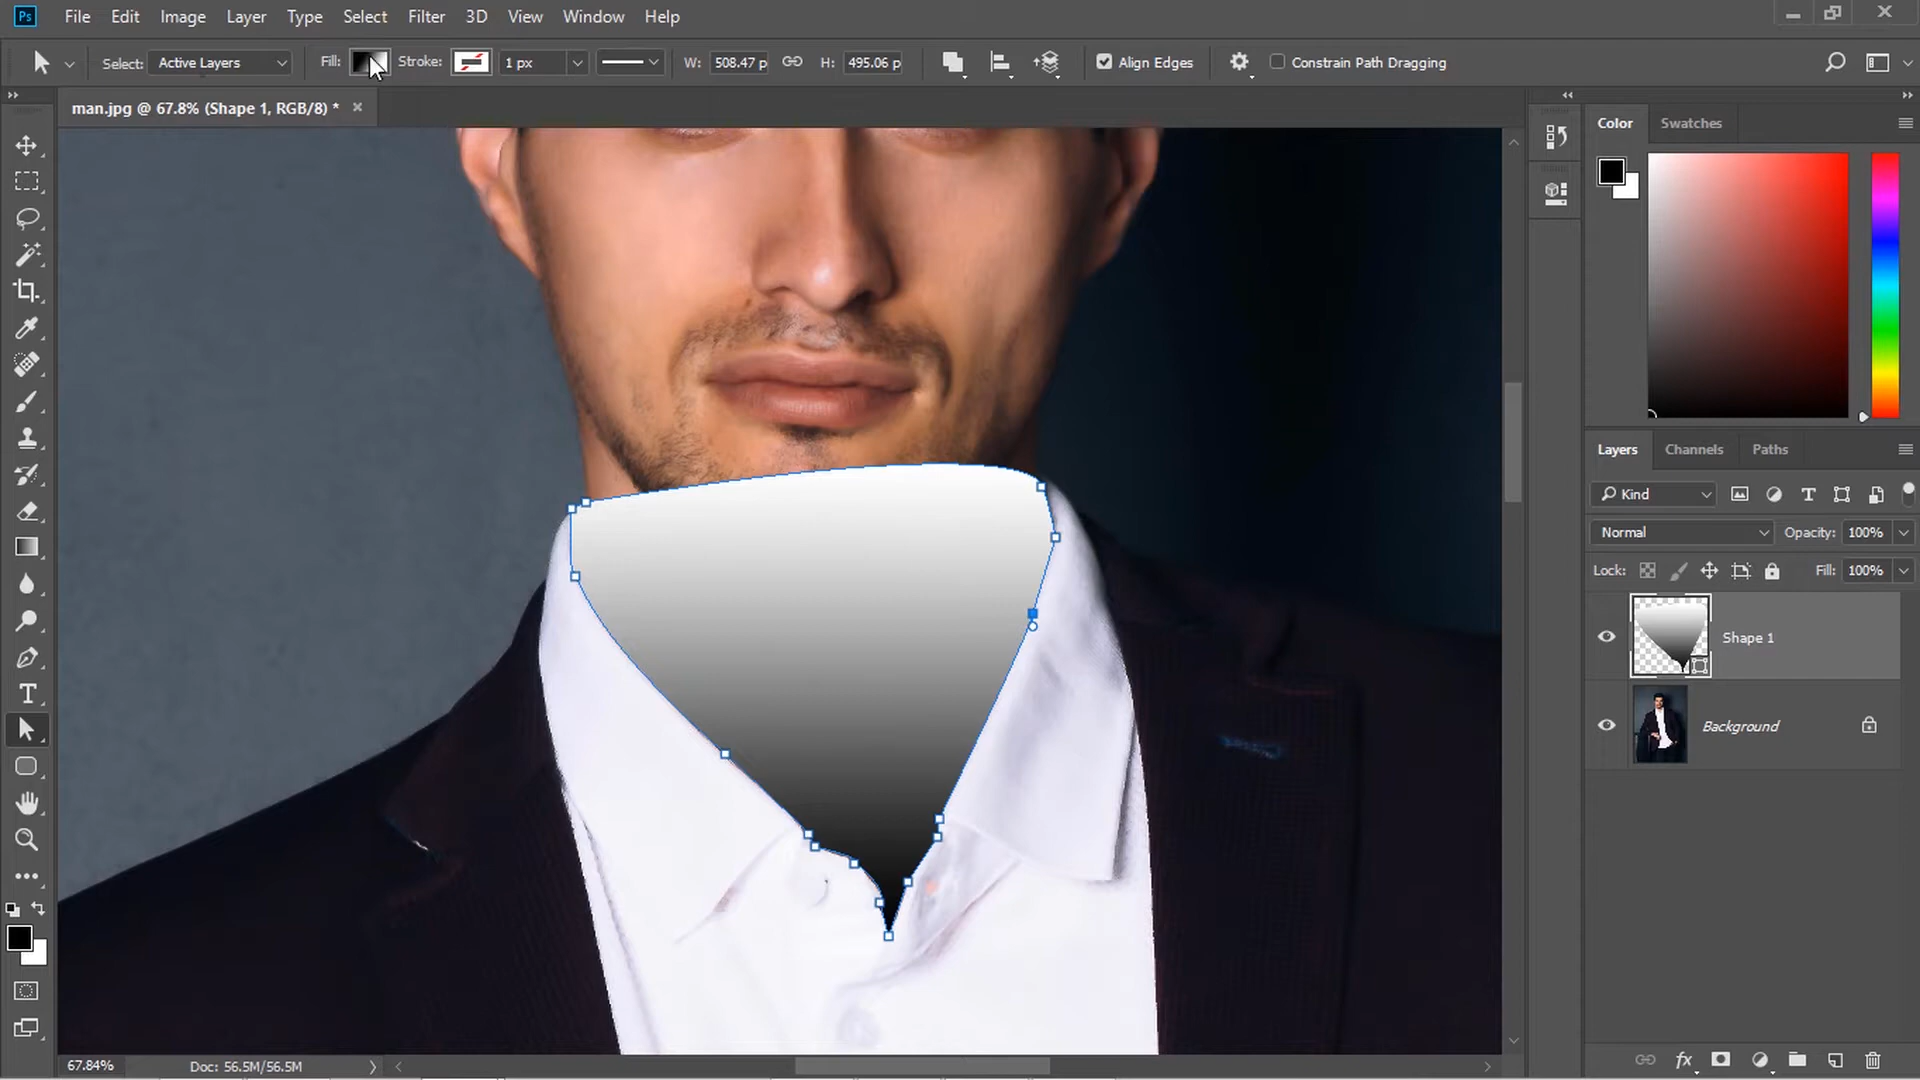 Ps File Edit Image Layer Type Select Filter 3D View Window Help
Select: Active Layers Fill: Stroke: 1 px W: 508.47 p H: 495.06 p Align Edges Constrain Path Dragging
man.jpg @ 67.8% (Shape 1, RGB/8) *
Color Swatches
Layers Channels Paths
Kind
Normal Opacity: 100%
Lock: Fill: 100%
Shape 1
Background
67.84% Doc: 56.5M/56.5M